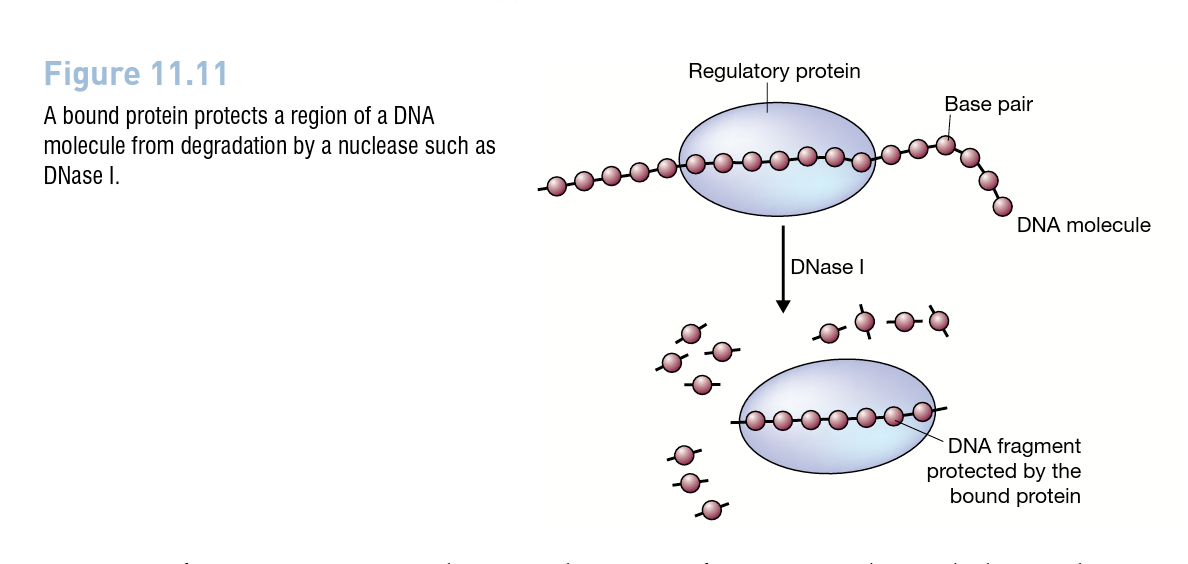 Figure 11.11
A bound protein protects a region of a DNA
molecule from degradation by a nuclease such as
DNase I.
Regulatory protein
Base pair
DNA molecule
DNase I
DNA fragment
protected by the
bound protein